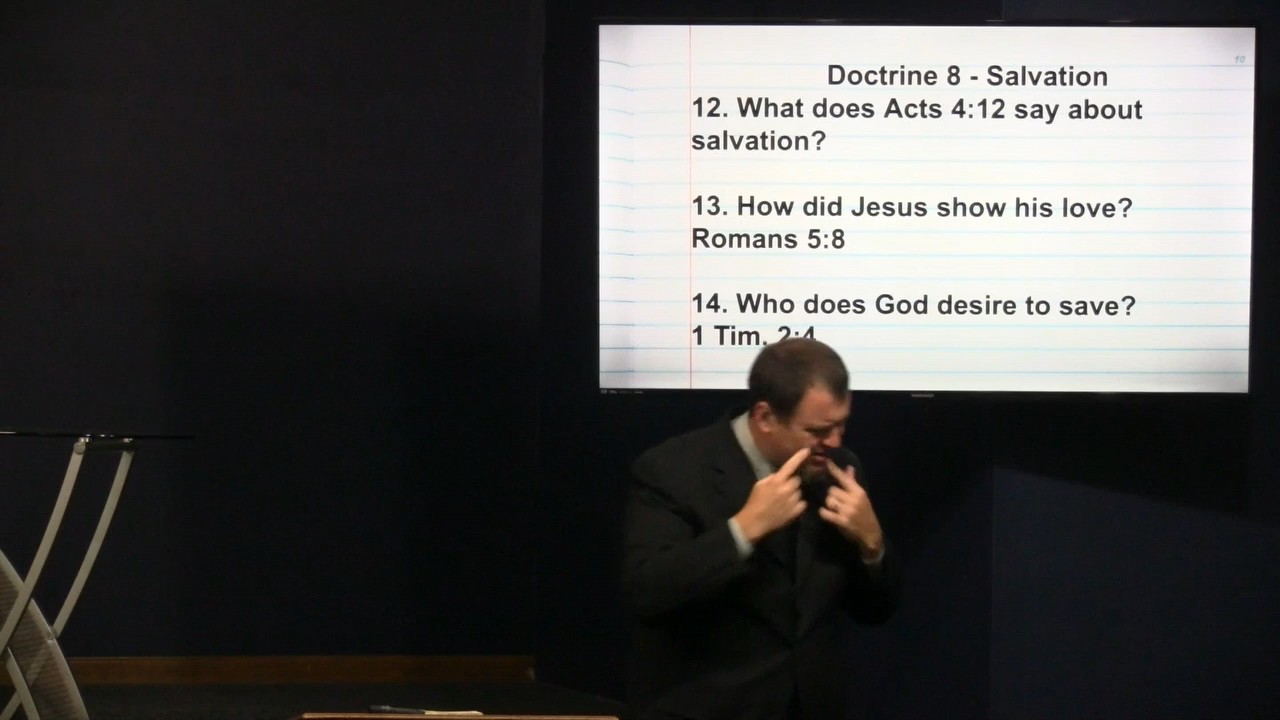 10
Doctrine 8 - Salvation
12. What does Acts 4:12 say about
salvation?
13. How did Jesus show his love?
Romans 5:8
14. Who does God desire to save?
1 Tim. 2:4